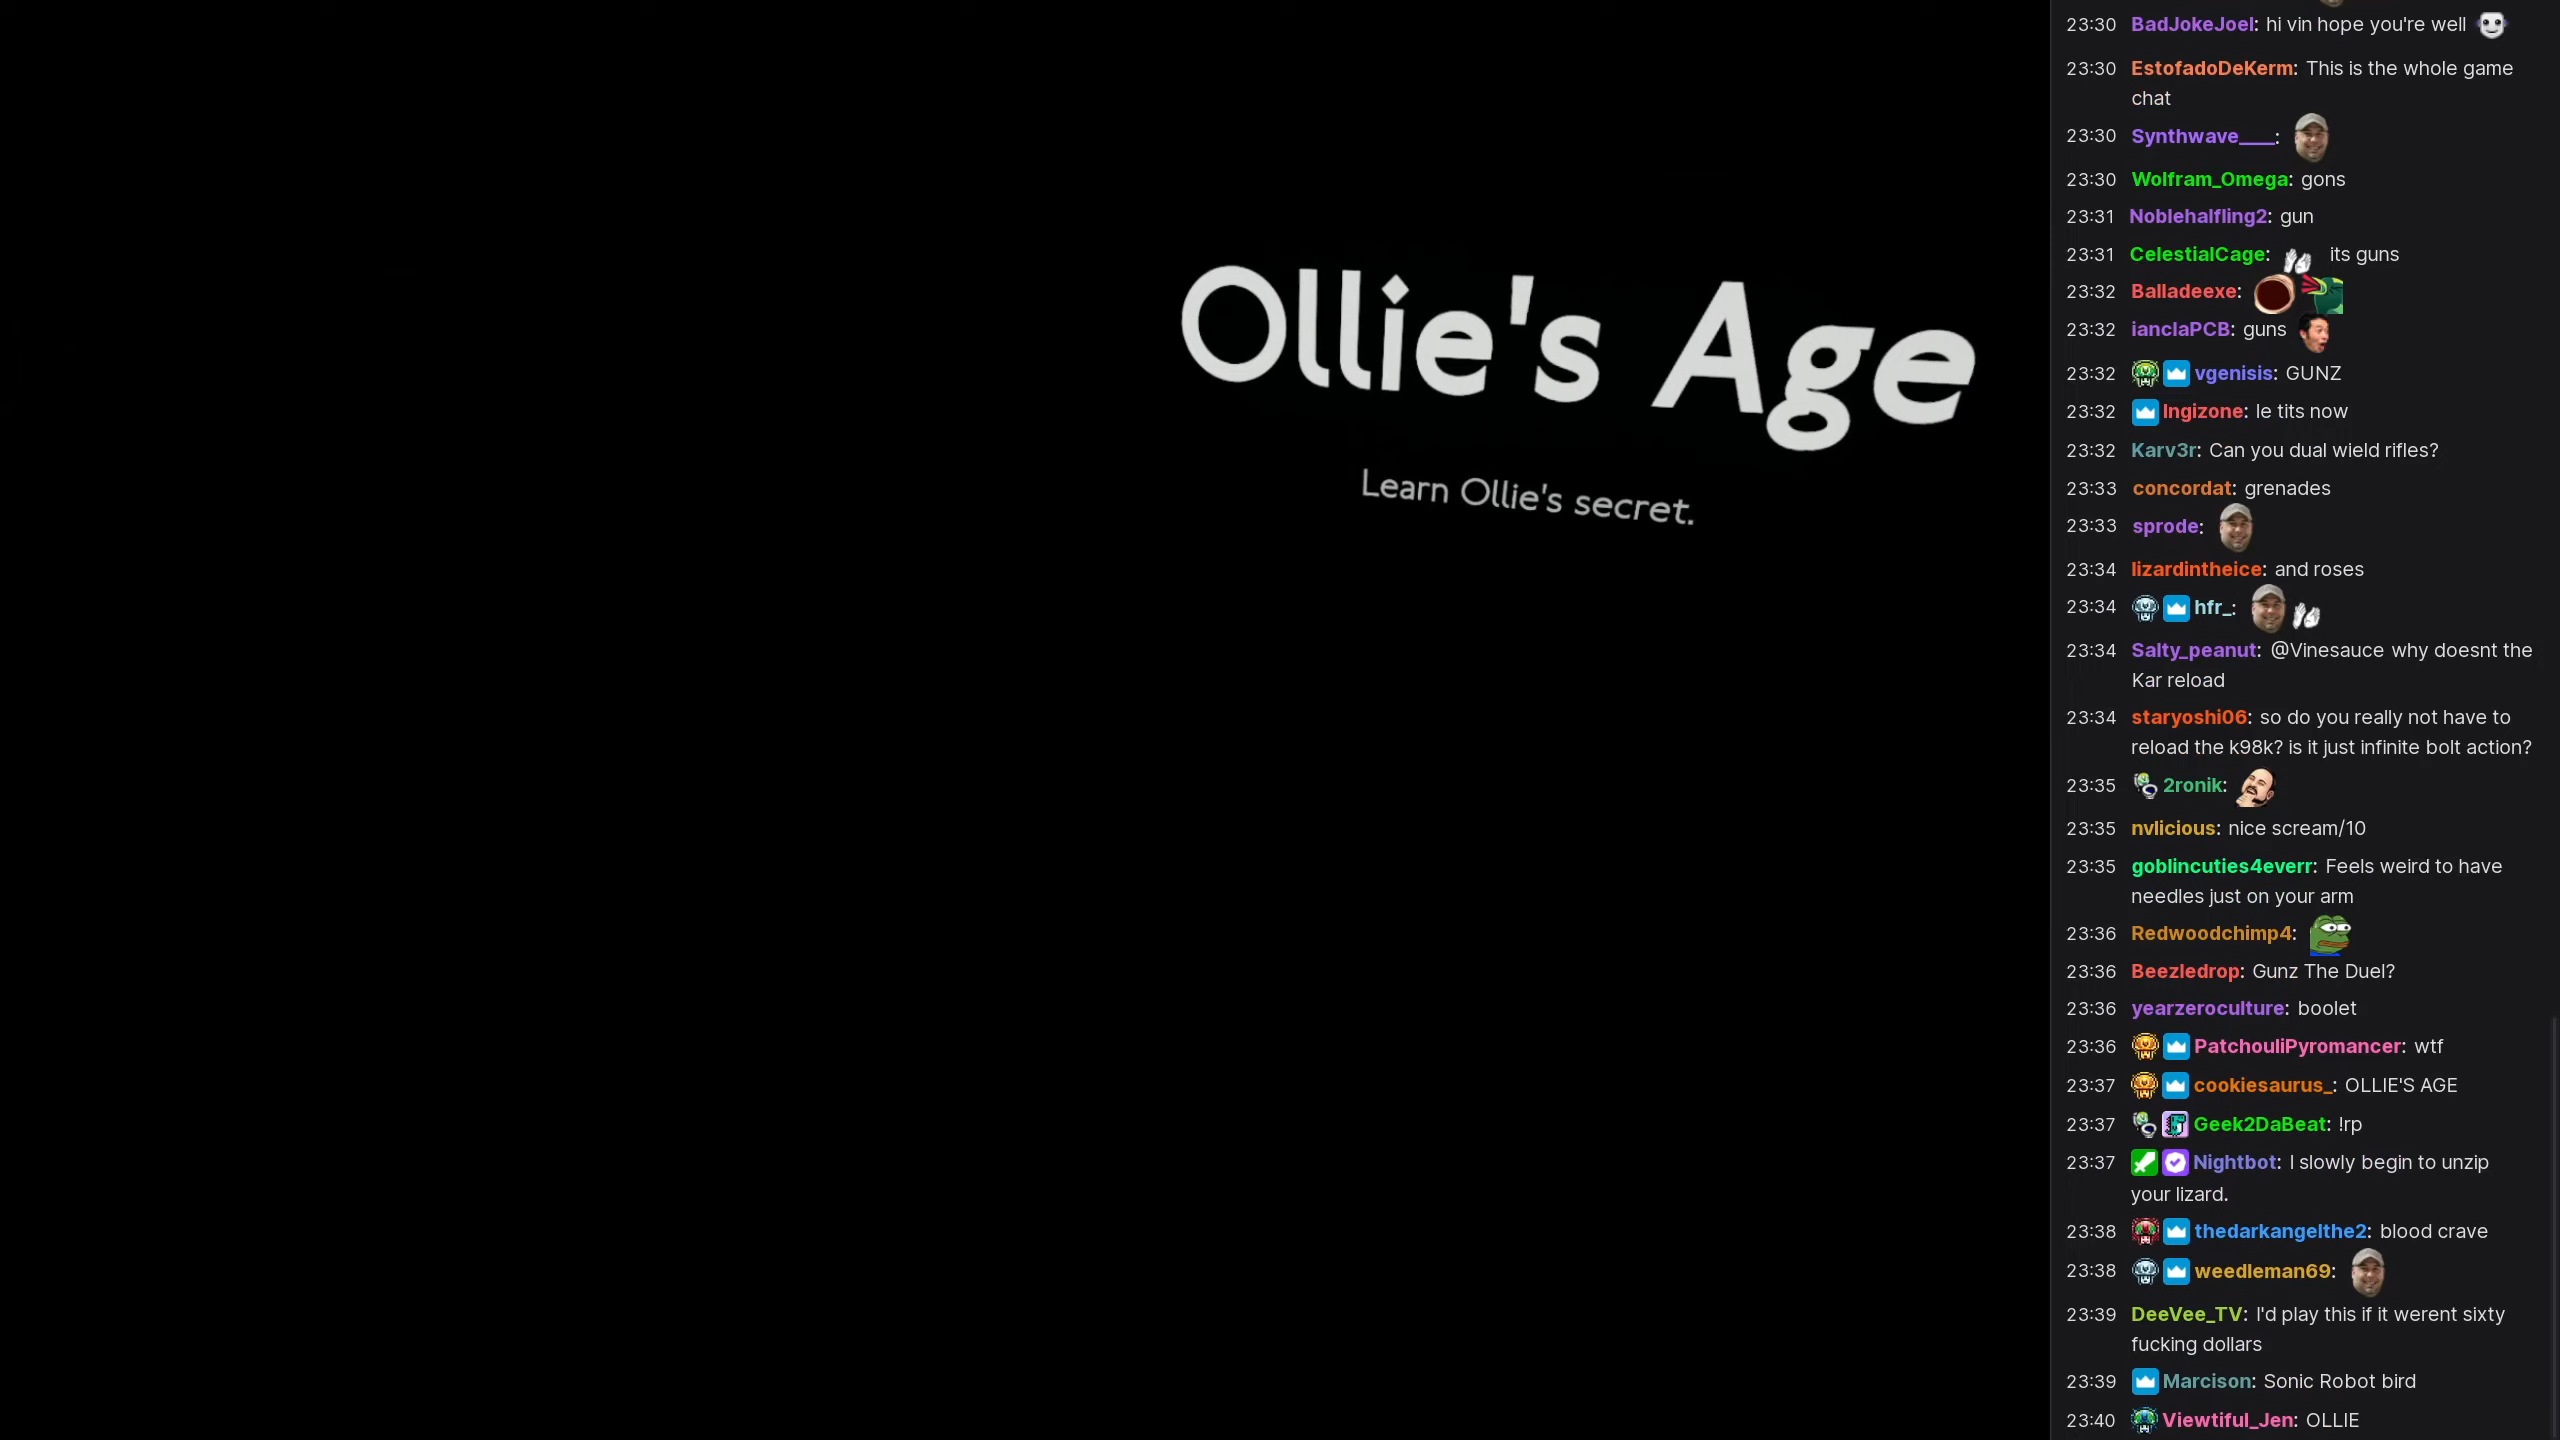 Ollie's Age
Learn Ollie's secret.
23:30 BadJokeJoel: hi vin hope you're well
23:30 EstofadoDeKerm: This is the whole game
chat
23:30 Synthwave____:
23:30 Wolfram_Omega: gons
23:31 Noblehalfling2: gun
23:31 CelestialCage: its guns
23:32 Balladeexe:
23:32 ianclaPCB: guns
23:32 vgenisis: GUNZ
23:32 Ingizone: le tits now
23:32 Karv3r: Can you dual wield rifles?
23:33 concordat: grenades
23:33 sprode:
23:34 lizardintheice: and roses
23:34 hfr_:
23:34 Salty_peanut: @Vinesauce why doesnt the
Kar reload
23:34 staryoshi06: so do you really not have to
reload the k98k? is it just infinite bolt action?
23:35 2ronik:
23:35 nvlicious: nice scream/10
23:35 goblincuties4everr: Feels weird to have
needles just on your arm
23:36 Redwoodchimp4:
23:36 Beezledrop: Gunz The Duel?
23:36 yearzeroculture: boolet
23:36 PatchouliPyromancer: wtf
23:37 cookiesaurus_: OLLIE'S AGE
23:37 Geek2DaBeat: !rp
23:37 Nightbot: I slowly begin to unzip
your lizard.
23:38 thedarkangelthe2: blood crave
23:38 weedleman69:
23:39 DeeVee_TV: I'd play this if it werent sixty
fucking dollars
23:39 Marcison: Sonic Robot bird
23:40 Viewtiful_Jen: OLLIE